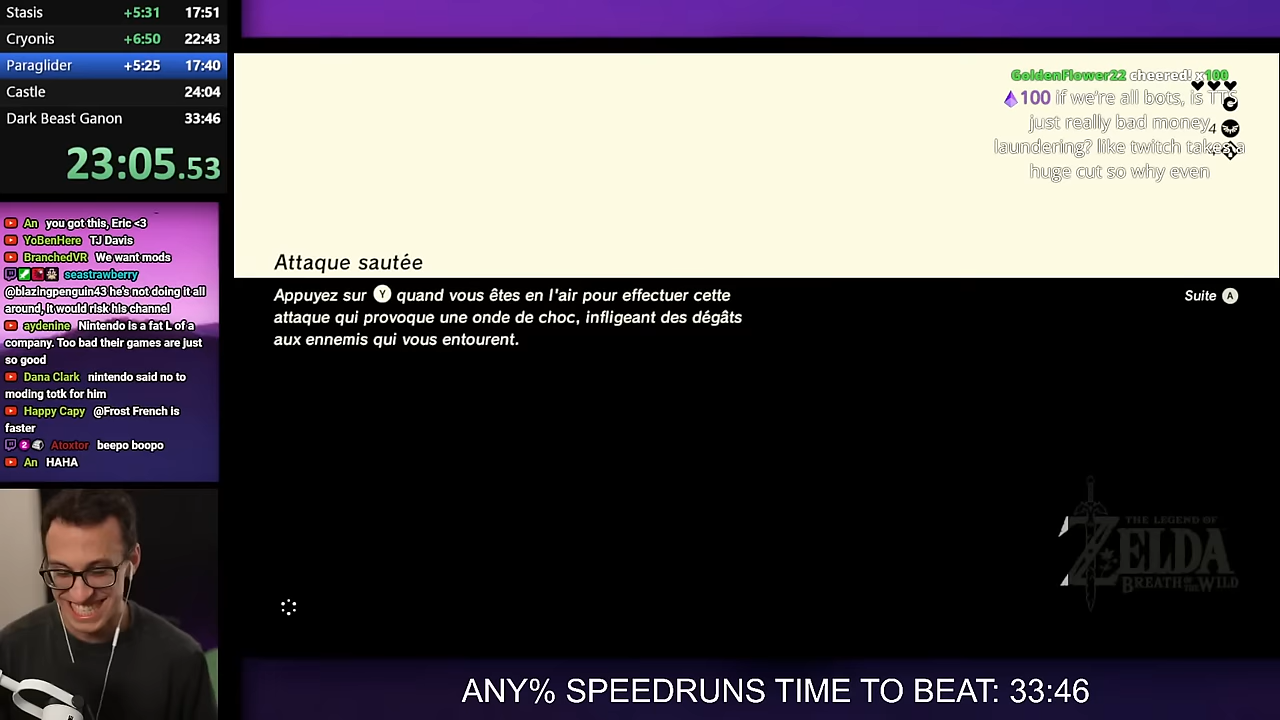 Stasis +5:31 17:51
Cryonis +6:50 22:43
Paraglider +5:25 17:40
Castle 24:04
Dark Beast Ganon 33:46
23:05.53
An you got this, Eric <3
YoBenHere TJ Davis
BranchedVR We want mods
seastrawberry
@blazingpenguin43 he's not doing it all
around, it would risk his channel
aydenine Nintendo is a fat L of a
company. Too bad their games are just
so good
Dana Clark nintendo said no to
moding totk for him
Happy Capy @Frost French is
faster
2 Atoxtor beepo boopo
An HAHA
GoldenFlower22 cheered! x100
100 if we're all bots, is TTS
just really bad money
laundering? like twitch takes a
huge cut so why even
4
Attaque sautée
Appuyez sur Y quand vous êtes en l'air pour effectuer cette
attaque qui provoque une onde de choc, infligeant des dégâts
aux ennemis qui vous entourent.
Suite A
THE LEGEND OF
ZELDA
BREATH OF THE WILD
ANY% SPEEDRUNS TIME TO BEAT: 33:46